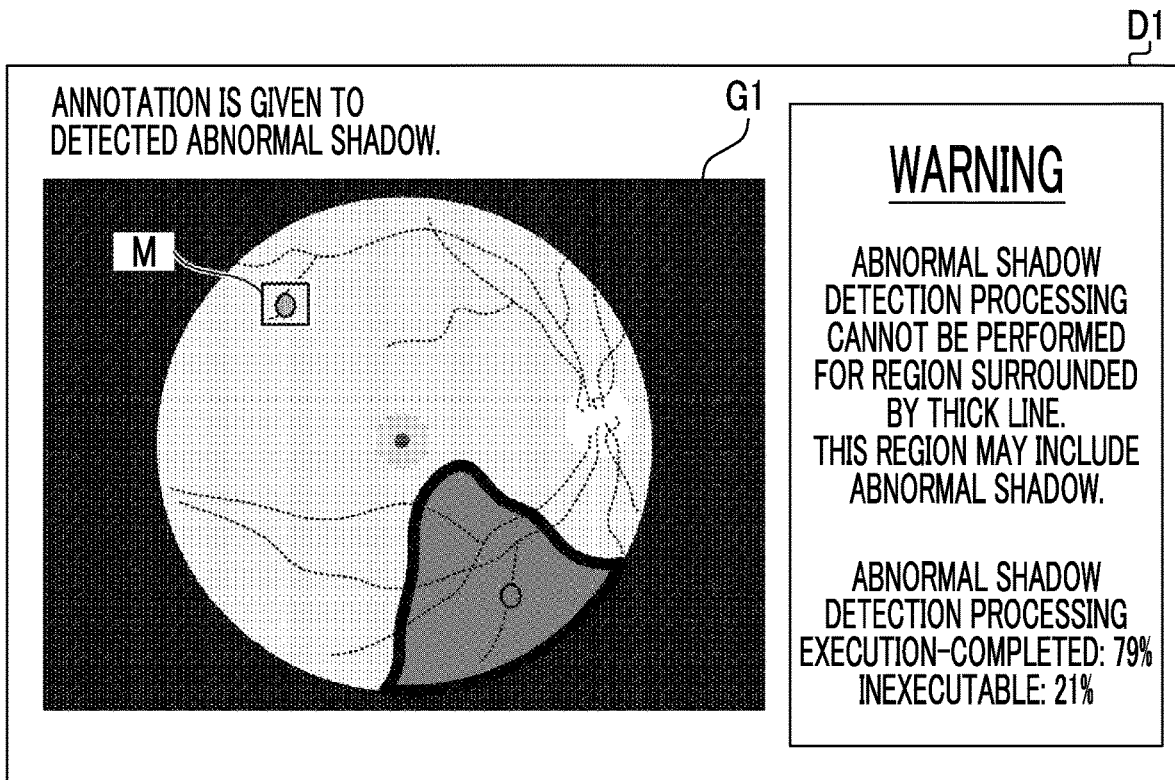 D1
ANNOTATION IS GIVEN TO
DETECTED ABNORMAL SHADOW.
G1
M
WARNING
ABNORMAL SHADOW
DETECTION PROCESSING
CANNOT BE PERFORMED
FOR REGION SURROUNDED
BY THICK LINE.
THIS REGION MAY INCLUDE
ABNORMAL SHADOW.
ABNORMAL SHADOW
DETECTION PROCESSING
EXECUTION-COMPLETED: 79%
INEXECUTABLE: 21%